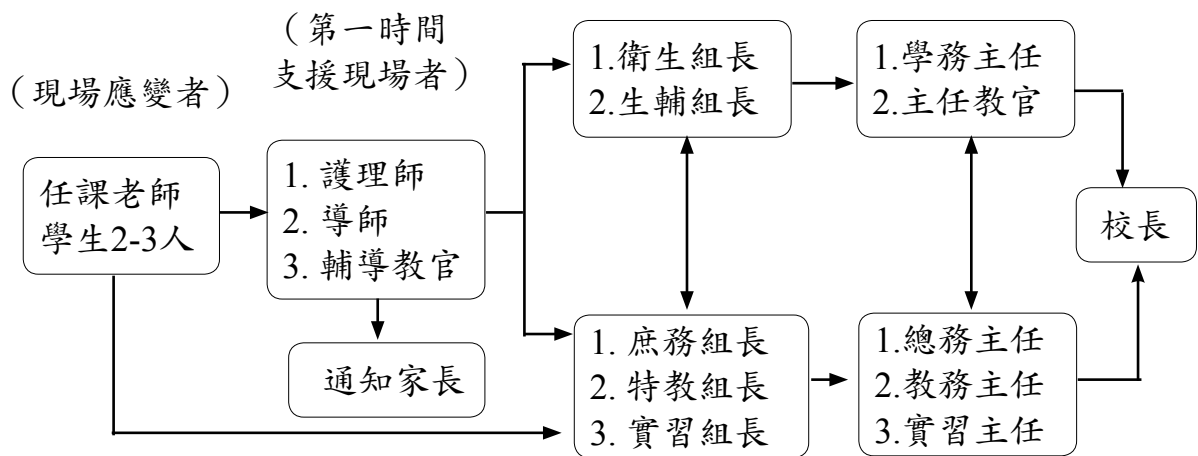 （現場應變者）
任課老師
學生2-3人
（第一時間
支援現場者）
1. 護理師
2. 導師
3. 輔導教官
通知家長
1.衛生組長
2.生輔組長
1. 庶務組長
2. 特教組長
3. 實習組長
1.學務主任
2.主任教官
1.總務主任
2.教務主任
3.實習主任
校長